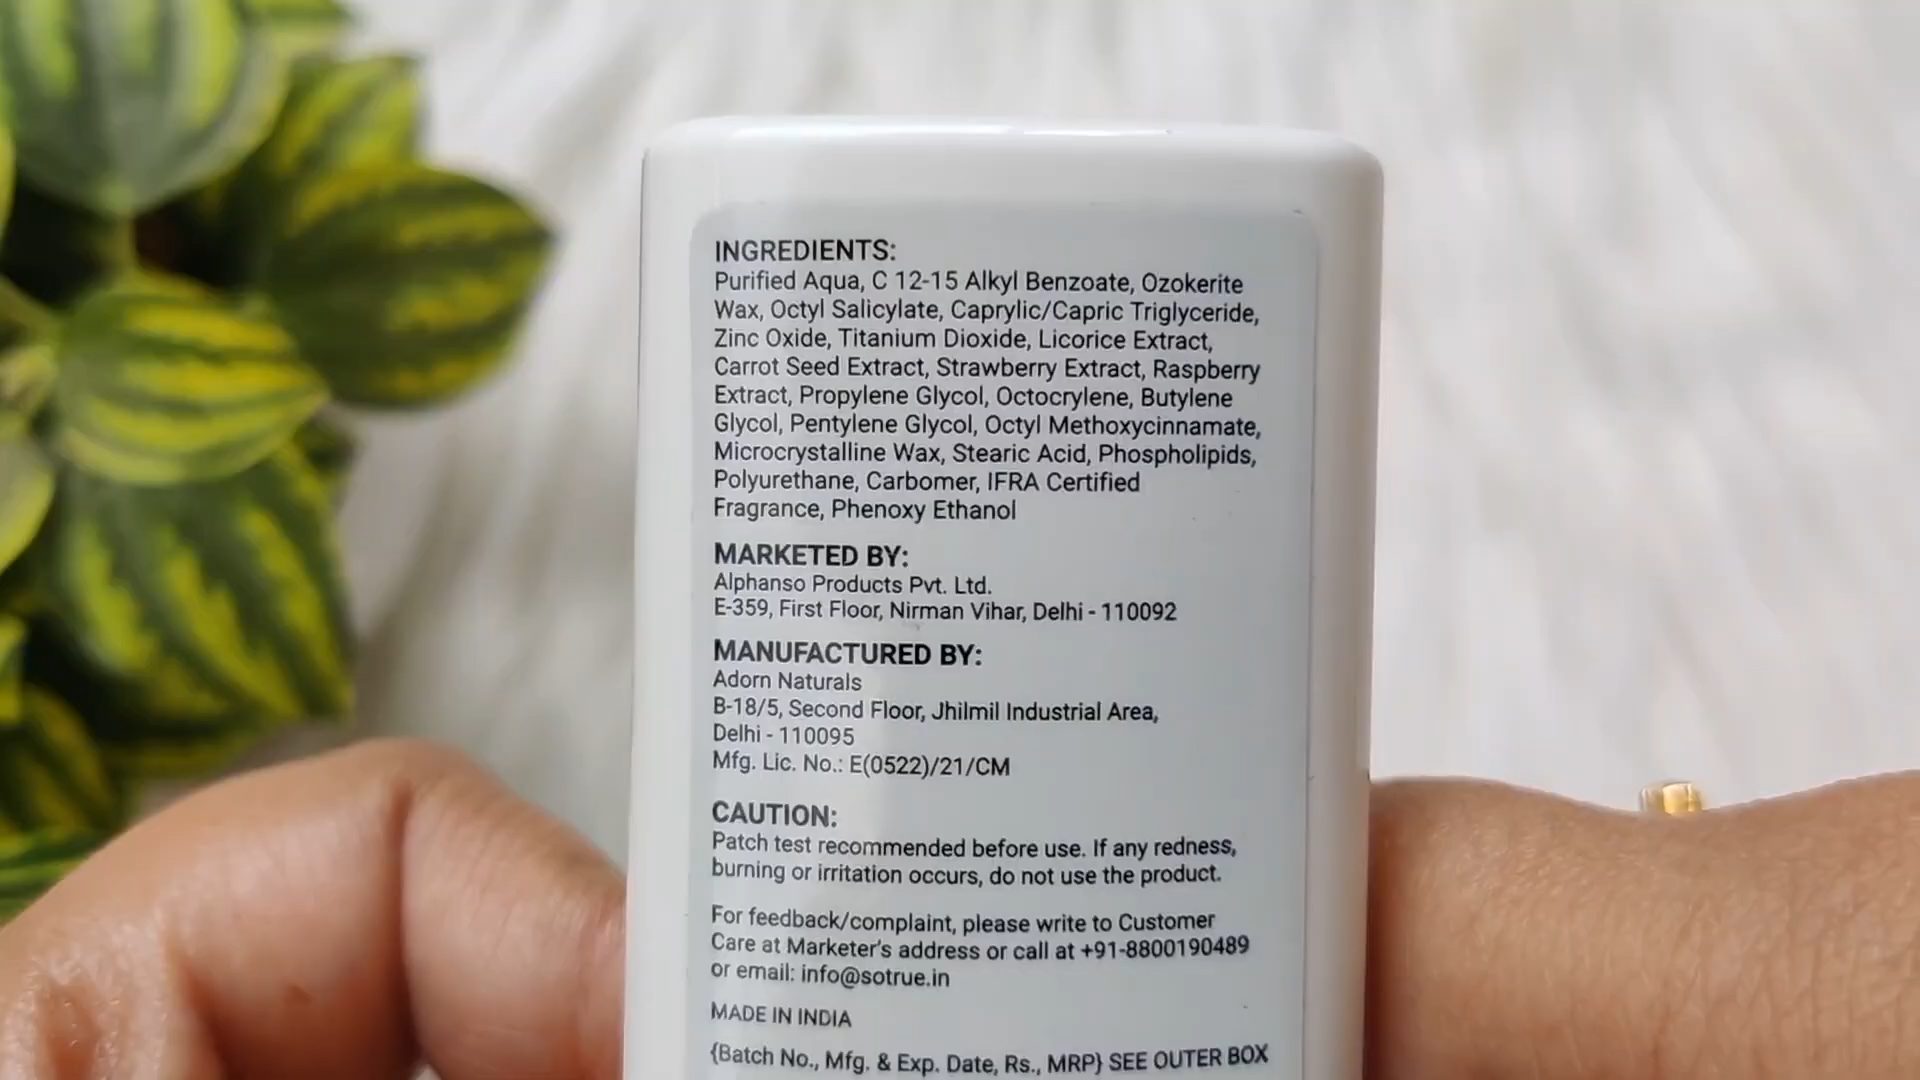 INGREDIENTS:
Purified Aqua, C 12-15 Alkyl Benzoate, Ozokerite
Wax, Octyl Salicylate, Caprylic/Capric Triglyceride,
Zinc Oxide, Titanium Dioxide, Licorice Extract,
Carrot Seed Extract, Strawberry Extract, Raspberry
Extract, Propylene Glycol, Octocrylene, Butylene
Glycol, Pentylene Glycol, Octyl Methoxycinnamate,
Microcrystalline Wax, Stearic Acid, Phospholipids,
Polyurethane, Carbomer, IFRA Certified
Fragrance, Phenoxy Ethanol
MARKETED BY:
Alphanso Products Pvt. Ltd.
E-359, First Floor, Nirman Vihar, Delhi - 110092
MANUFACTURED BY:
Adorn Naturals
B-18/5, Second Floor, Jhilmil Industrial Area,
Delhi - 110095
Mfg. Lic. No.: E(0522)/21/CM
CAUTION:
Patch test recommended before use. If any redness,
burning or irritation occurs, do not use the product.
For feedback/complaint, please write to Customer
Care at Marketer's address or call at +91-8800190489
or email: info@sotrue.in
MADE IN INDIA
{Batch No., Mfg. & Exp. Date, Rs., MRP} SEE OUTER BOX